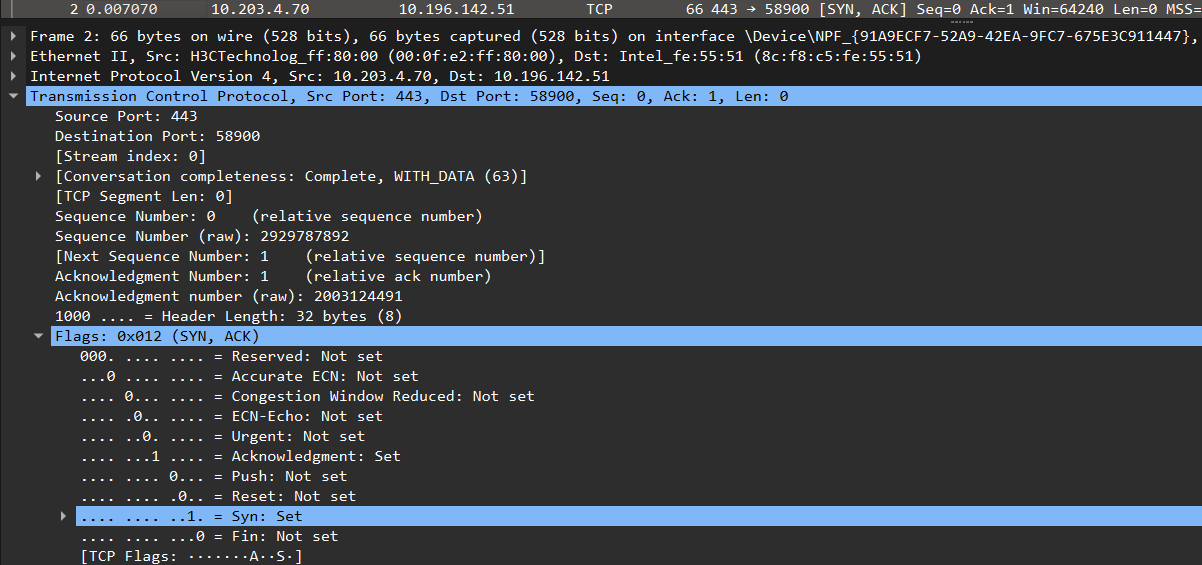 2 0.007070 10.203.4.70 10.196.142.51 TCP 66 443 → 58900 [SYN, ACK] Seq=0 Ack=1 Win=64240 Len=0 MSS=
Frame 2: 66 bytes on wire (528 bits), 66 bytes captured (528 bits) on interface \Device\NPF_{91A9ECF7-52A9-42EA-9FC7-675E3C911447},
Ethernet II, Src: H3CTechnolog_ff:80:00 (00:0f:e2:ff:80:00), Dst: Intel_fe:55:51 (8c:f8:c5:fe:55:51)
Internet Protocol Version 4, Src: 10.203.4.70, Dst: 10.196.142.51
Transmission Control Protocol, Src Port: 443, Dst Port: 58900, Seq: 0, Ack: 1, Len: 0
Source Port: 443
Destination Port: 58900
[Stream index: 0]
[Conversation completeness: Complete, WITH_DATA (63)]
[TCP Segment Len: 0]
Sequence Number: 0    (relative sequence number)
Sequence Number (raw): 2929787892
[Next Sequence Number: 1    (relative sequence number)]
Acknowledgment Number: 1    (relative ack number)
Acknowledgment number (raw): 2003124491
1000 .... = Header Length: 32 bytes (8)
Flags: 0x012 (SYN, ACK)
000. .... .... = Reserved: Not set
...0 .... .... = Accurate ECN: Not set
.... 0... .... = Congestion Window Reduced: Not set
.... .0.. .... = ECN-Echo: Not set
.... ..0. .... = Urgent: Not set
.... ...1 .... = Acknowledgment: Set
.... .... 0... = Push: Not set
.... .... .0.. = Reset: Not set
.... .... ..1. = Syn: Set
.... .... ...0 = Fin: Not set
[TCP Flags: ·······A··S·]